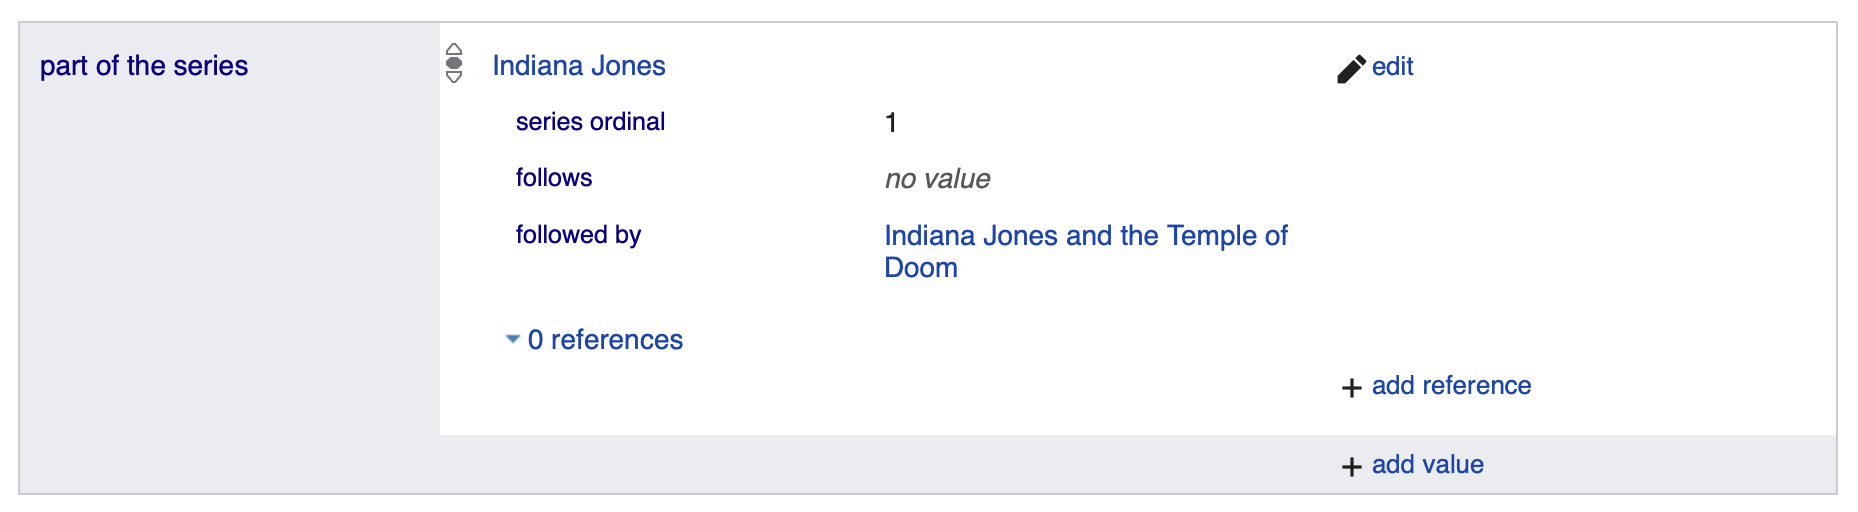 part of the series
Indiana Jones
edit
series ordinal
1
follows
no value
followed by
Indiana Jones and the Temple of
Doom
0 references
+ add reference
+ add value